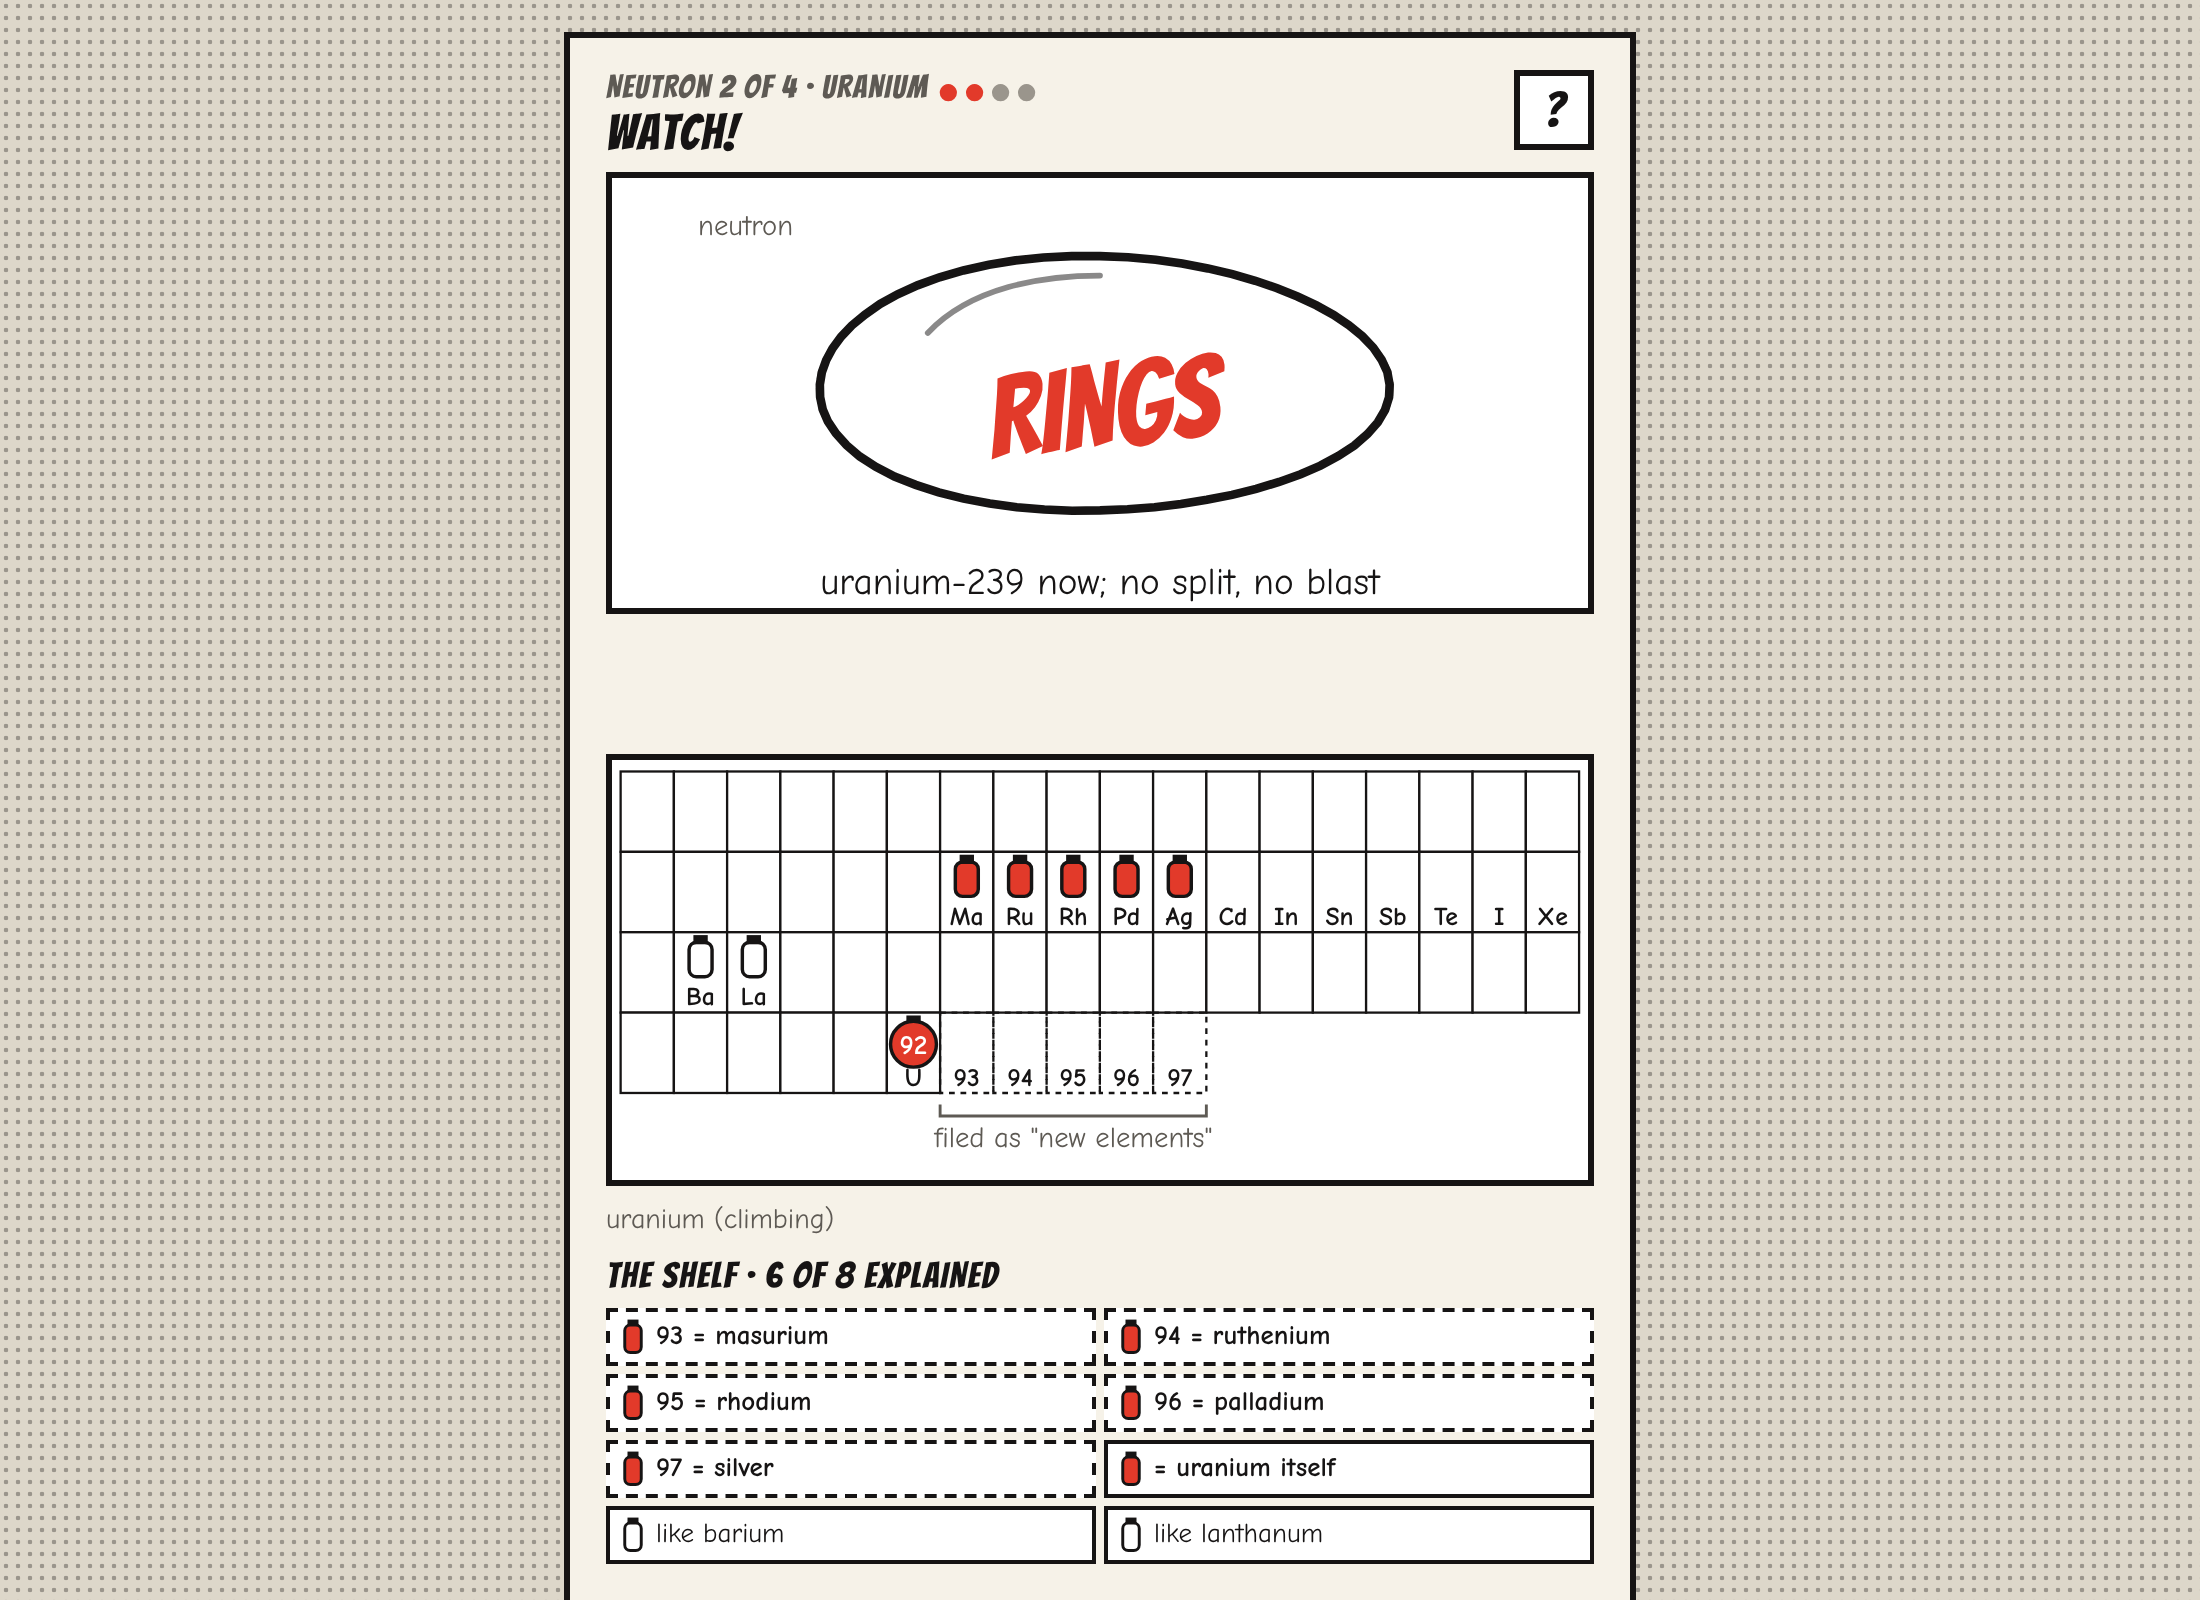 NEUTRON 2 OF 4 · URANIUM
WATCH!
?
neutron
RINGS
uranium-239 now; no split, no blast
Ma Ru Rh Pd Ag Cd In Sn Sb Te I Xe
Ba La
92
U 93 94 95 96 97
filed as "new elements"
uranium (climbing)
THE SHELF · 6 OF 8 EXPLAINED
93 = masurium
94 = ruthenium
95 = rhodium
96 = palladium
97 = silver
= uranium itself
like barium
like lanthanum